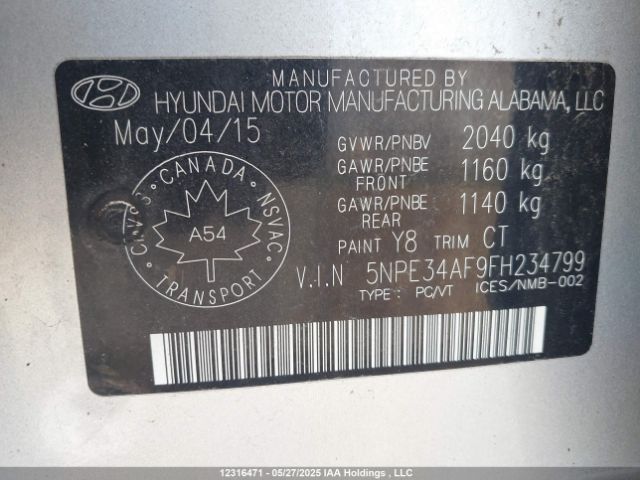 MANUFACTURED BY
HYUNDAI MOTOR MANUFACTURING ALABAMA, LLC
May/04/15
GVWR/PNBV 2040 kg
GAWR/PNBE FRONT 1160 kg
GAWR/PNBE REAR 1140 kg
PAINT Y8 TRIM CT
CANADA
NSVAC
A54
TRANSPORT
V.I.N 5NPE34AF9FH234799
TYPE : PC/VT ICES/NMB-002
12316471 - 05/27/2025 IAA Holdings , LLC